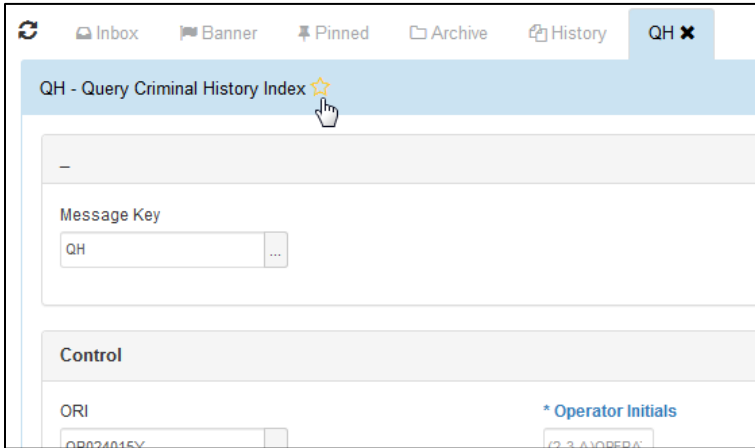 Inbox Banner Pinned Archive History QH ✖
QH - Query Criminal History Index
_
Message Key
QH ...
Control
ORI * Operator Initials